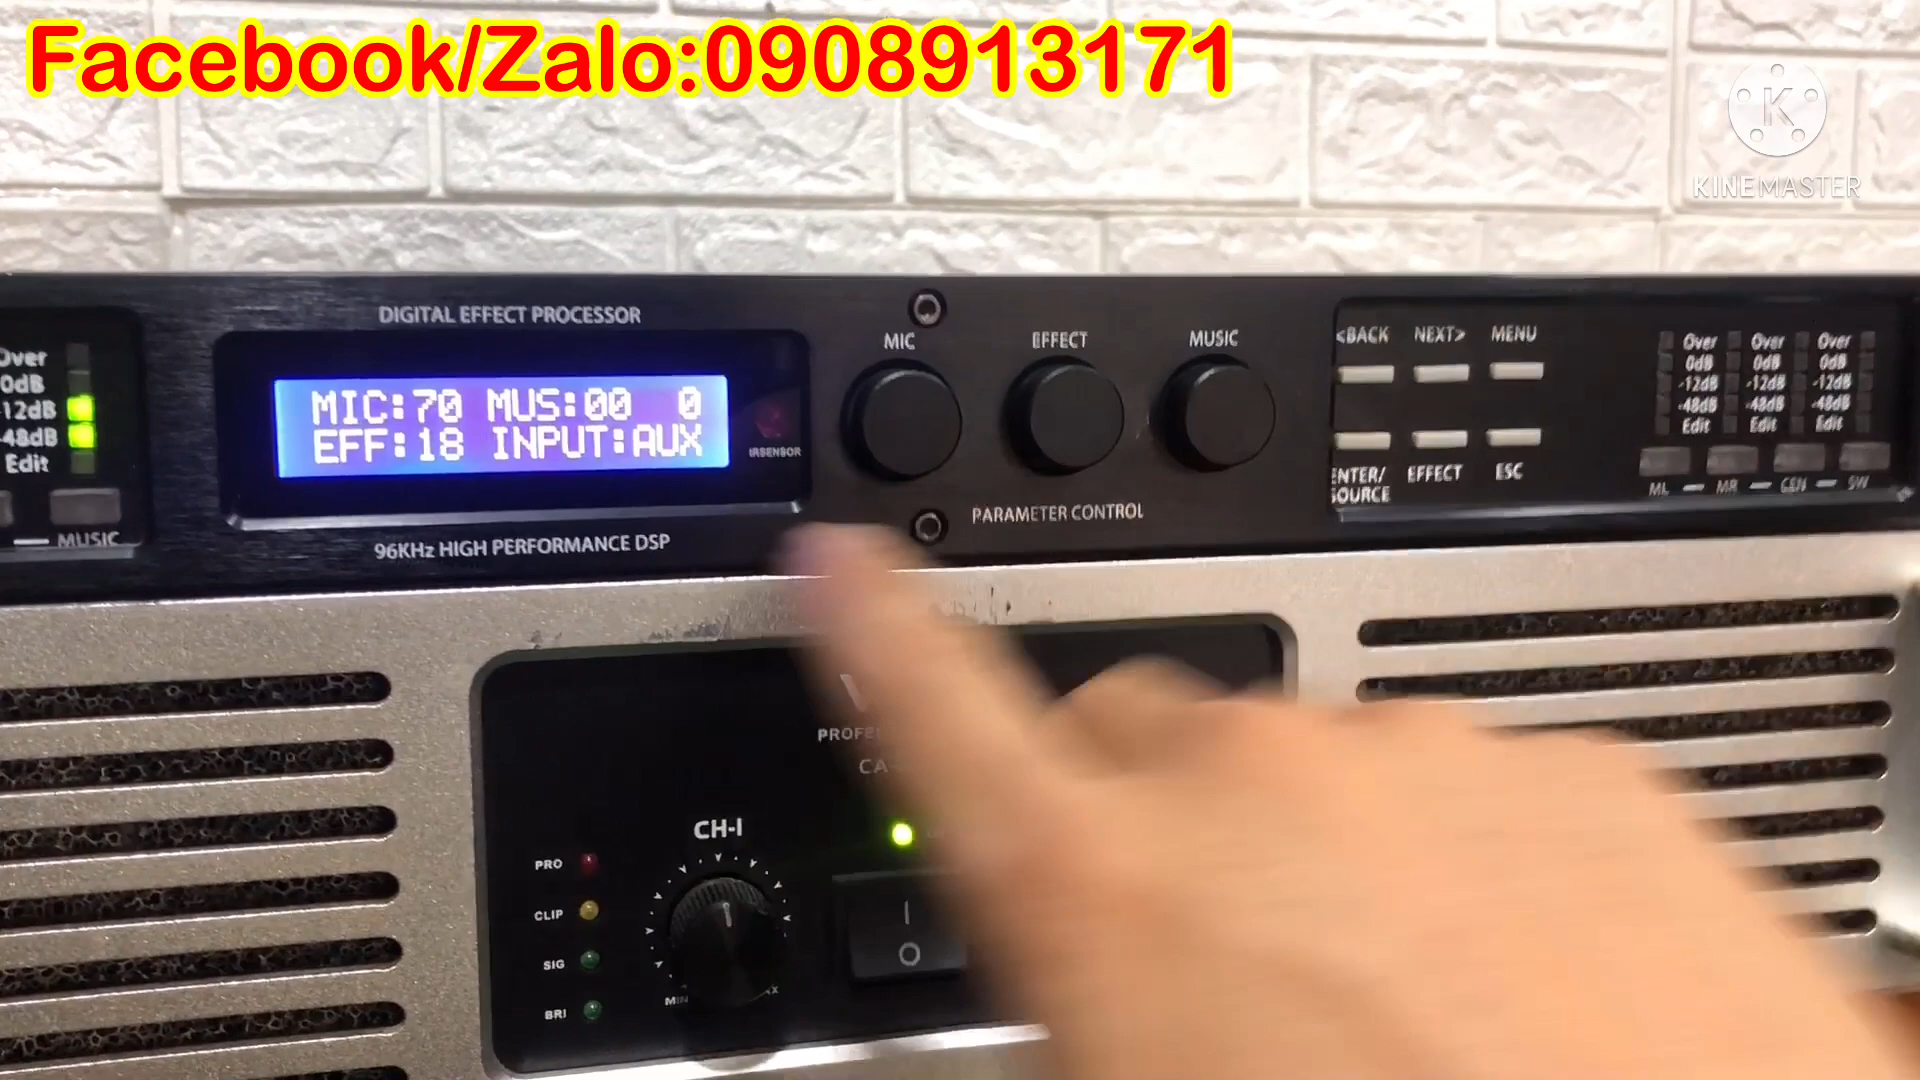 Facebook/Zalo:0908913171
KINEMASTER
DIGITAL EFFECT PROCESSOR
MIC EFFECT MUSIC
<BACK NEXT> MENU
Over Over Over Over
0dB 0dB 0dB 0dB
-12dB -12dB -12dB -12dB
-48dB -48dB -48dB -48dB
Edit Edit Edit Edit
MIC:70 MUS:00 0
EFF:18 INPUT:AUX
IRSENSOR
ENTER/SOURCE EFFECT ESC
ML MR CEN SW
MUSIC
96KHz HIGH PERFORMANCE DSP
PARAMETER CONTROL
CH-I
PRO
CLIP
SIG
BRI
MIN
I
O